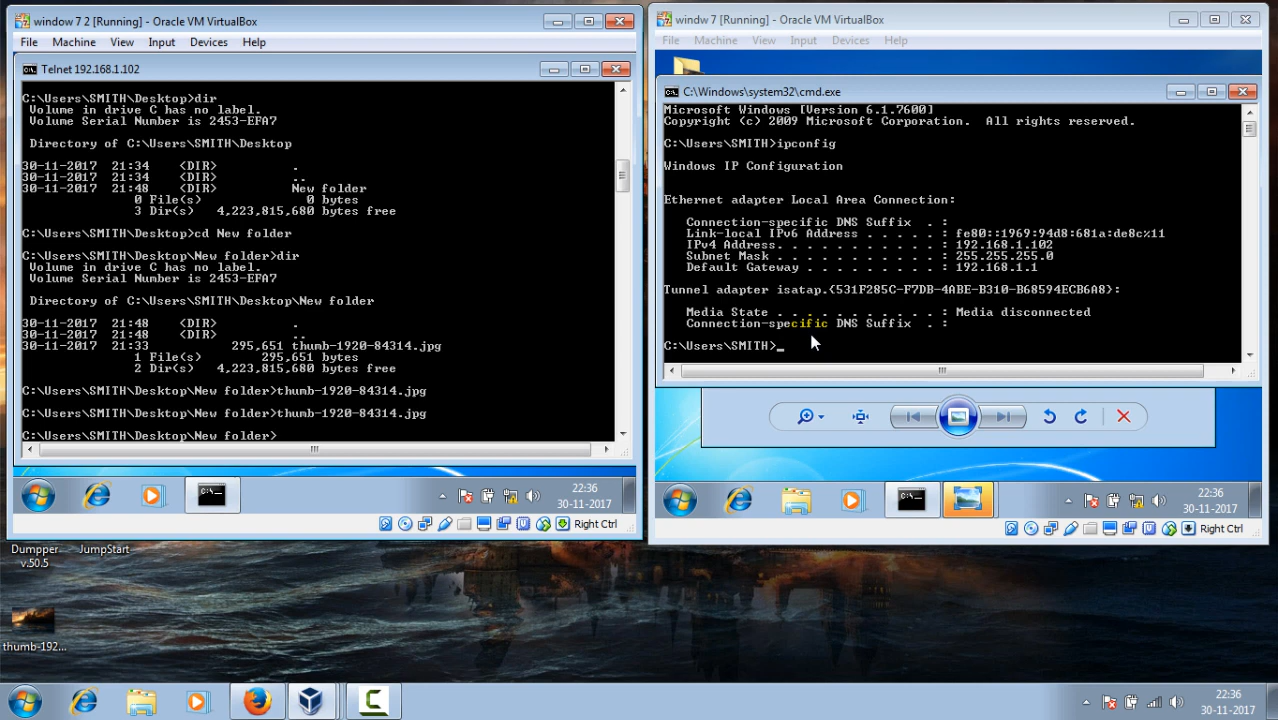 window 7 2 [Running] - Oracle VM VirtualBox
File Machine View Input Devices Help
Telnet 192.168.1.102
C:\Users\SMITH\Desktop>dir
Volume in drive C has no label.
Volume Serial Number is 2453-EFA7
Directory of C:\Users\SMITH\Desktop
30-11-2017 21:34 <DIR> .
30-11-2017 21:34 <DIR> ..
30-11-2017 21:48 <DIR> New folder
0 File(s) 0 bytes
3 Dir(s) 4,223,815,680 bytes free
C:\Users\SMITH\Desktop>cd New folder
C:\Users\SMITH\Desktop\New folder>dir
Volume in drive C has no label.
Volume Serial Number is 2453-EFA7
Directory of C:\Users\SMITH\Desktop\New folder
30-11-2017 21:48 <DIR> .
30-11-2017 21:48 <DIR> ..
30-11-2017 21:33 295,651 thumb-1920-84314.jpg
1 File(s) 295,651 bytes
2 Dir(s) 4,223,815,680 bytes free
C:\Users\SMITH\Desktop\New folder>thumb-1920-84314.jpg
C:\Users\SMITH\Desktop\New folder>thumb-1920-84314.jpg
C:\Users\SMITH\Desktop\New folder>
22:36
30-11-2017
Right Ctrl
windw 7 [Running] - Oracle VM VirtualBox
File Machine View Input Devices Help
C:\Windows\system32\cmd.exe
Microsoft Windows [Version 6.1.7600]
Copyright (c) 2009 Microsoft Corporation. All rights reserved.
C:\Users\SMITH>ipconfig
Windows IP Configuration
Ethernet adapter Local Area Connection:
Connection-specific DNS Suffix . :
Link-local IPv6 Address . . . . . : fe80::1969:94d8:681a:de8c%11
IPv4 Address. . . . . . . . . . . : 192.168.1.102
Subnet Mask . . . . . . . . . . . : 255.255.255.0
Default Gateway . . . . . . . . . : 192.168.1.1
Tunnel adapter isatap.{531F285C-F7DB-4ABE-B310-B68594ECB6A8}:
Media State . . . . . . . . . . . : Media disconnected
Connection-specific DNS Suffix . :
C:\Users\SMITH>_
22:36
30-11-2017
Right Ctrl
Dumpper
v.50.5
JumpStart
thumb-192...
22:36
30-11-2017